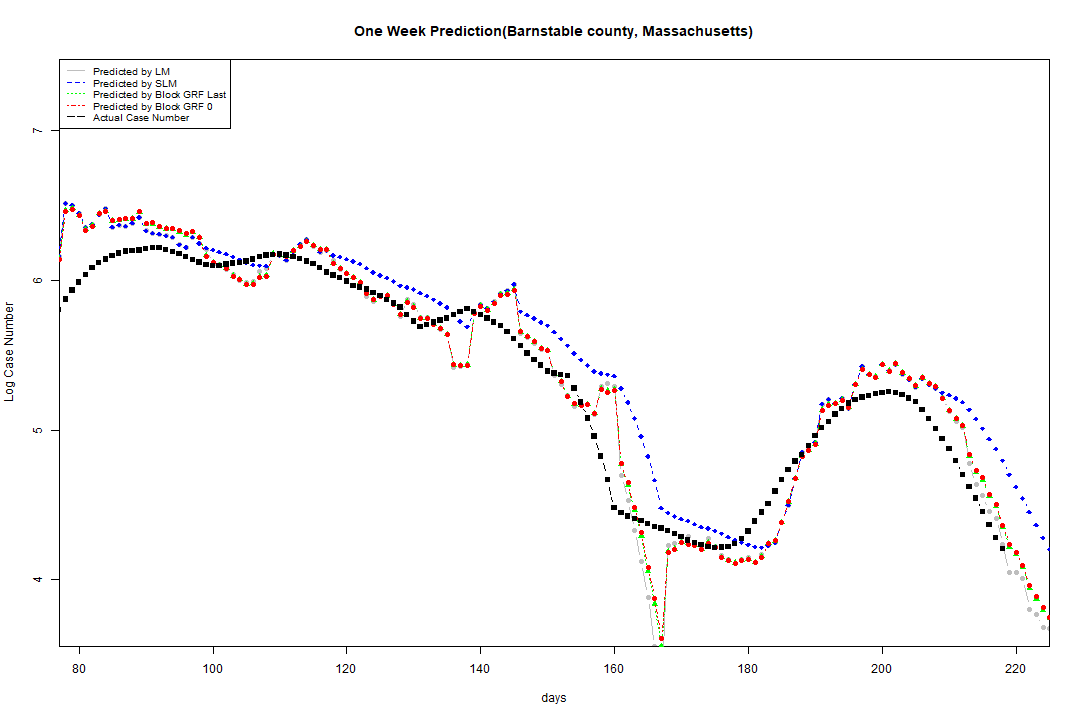 One Week Prediction(Barnstable county, Massachusetts)
Predicted by LM
Predicted by SLM
Predicted by Block GRF Last
Predicted by Block GRF 0
Actual Case Number
7
6
5
4
Log Case Number
80 100 120 140 160 180 200 220
days